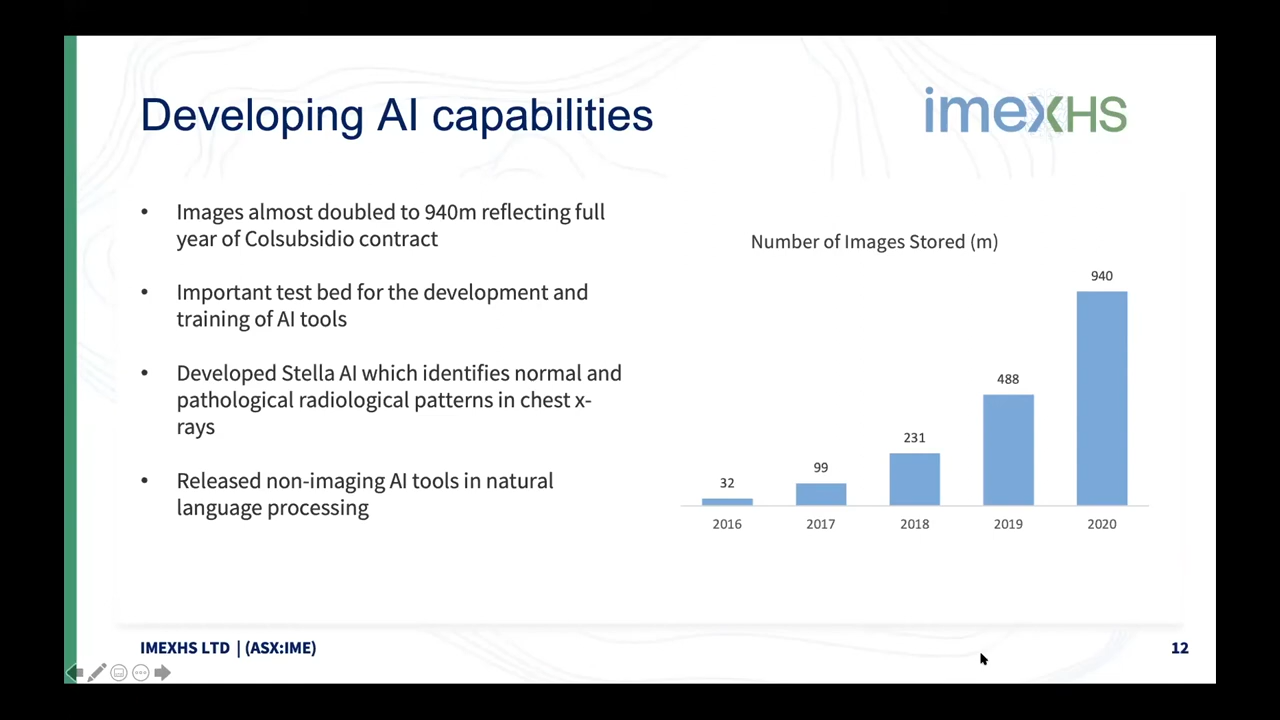 Developing AI capabilities
imexHS
• Images almost doubled to 940m reflecting full
year of Colsubsidio contract
• Important test bed for the development and
training of AI tools
• Developed Stella AI which identifies normal and
pathological radiological patterns in chest x-
rays
• Released non-imaging AI tools in natural
language processing
Number of Images Stored (m)
940
488
231
99
32
2016 2017 2018 2019 2020
IMEXHS LTD | (ASX:IME)
12